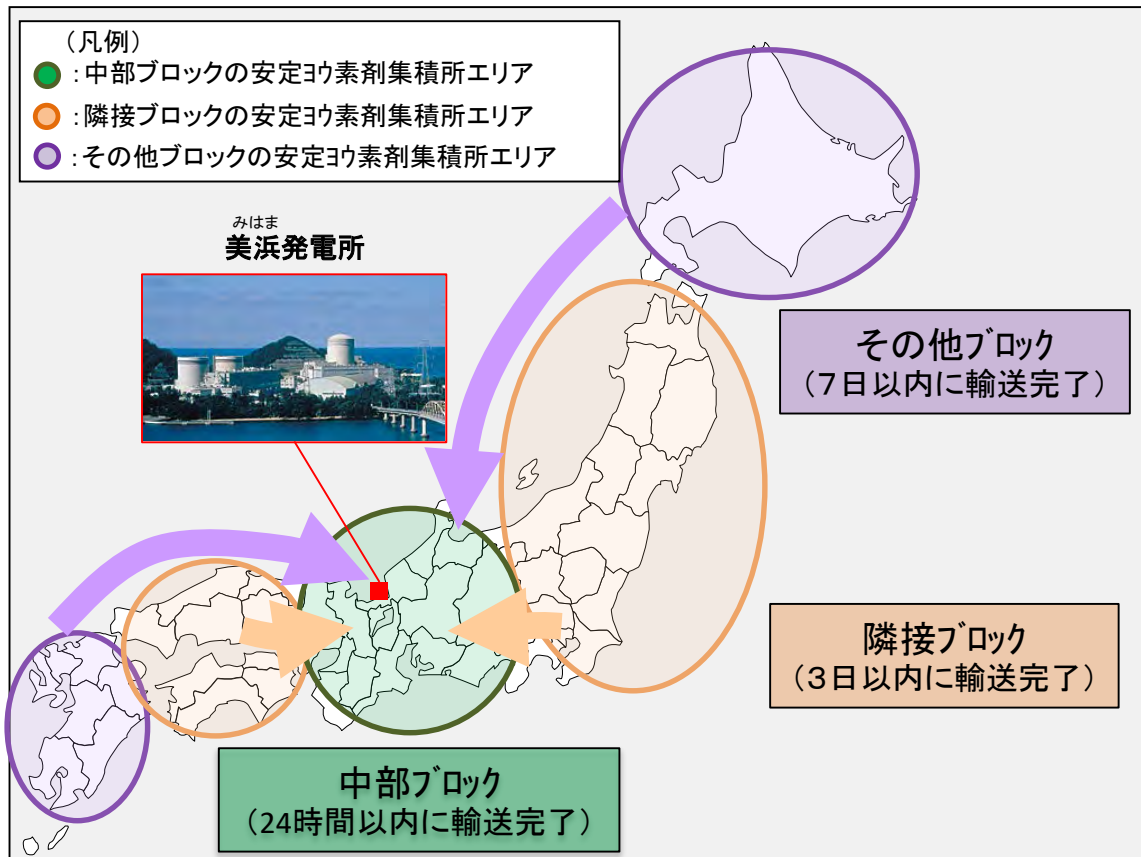 （凡例）
：中部ブロックの安定ﾖｳ素剤集積所エリア
：隣接ブロックの安定ﾖｳ素剤集積所エリア
：その他ブロックの安定ﾖｳ素剤集積所エリア
みはま
美浜発電所
その他ﾌﾞﾛｯｸ
（７日以内に輸送完了）
隣接ﾌﾞﾛｯｸ
（３日以内に輸送完了）
中部ﾌﾞﾛｯｸ
（24時間以内に輸送完了）